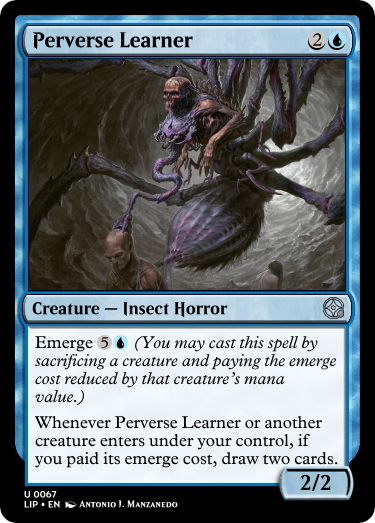 Perverse Learner 2
Creature — Insect Horror
Emerge 5 (You may cast this spell by
sacrificing a creature and paying the emerge
cost reduced by that creature's mana
value.)
Whenever Perverse Learner or another
creature enters under your control, if
you paid its emerge cost, draw two cards.
2/2
U 0067
LIP • EN Antonio J. Manzanedo